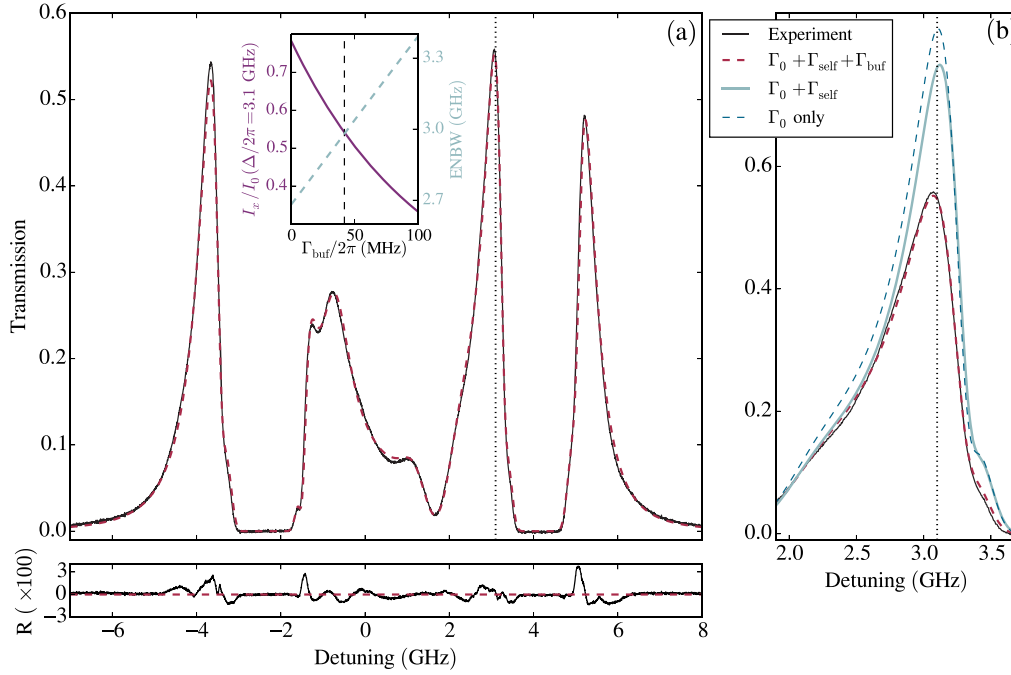 (a)
0.6
0.5
0.4
0.3
0.2
0.1
0.0
Transmission
0.7
0.6
0.5
0.4
I_x/I_0(Δ/2π=3.1 GHz)
3.3
3.0
2.7
ENBW (GHz)
0 50 100
Γ_buf/2π (MHz)
3
0
−3
R ( ×100)
−6 −4 −2 0 2 4 6 8
Detuning (GHz)
(b)
Experiment
Γ_0 +Γ_self+Γ_buf
Γ_0 +Γ_self
Γ_0 only
0.6
0.4
0.2
0.0
2.0 2.5 3.0 3.5
Detuning (GHz)